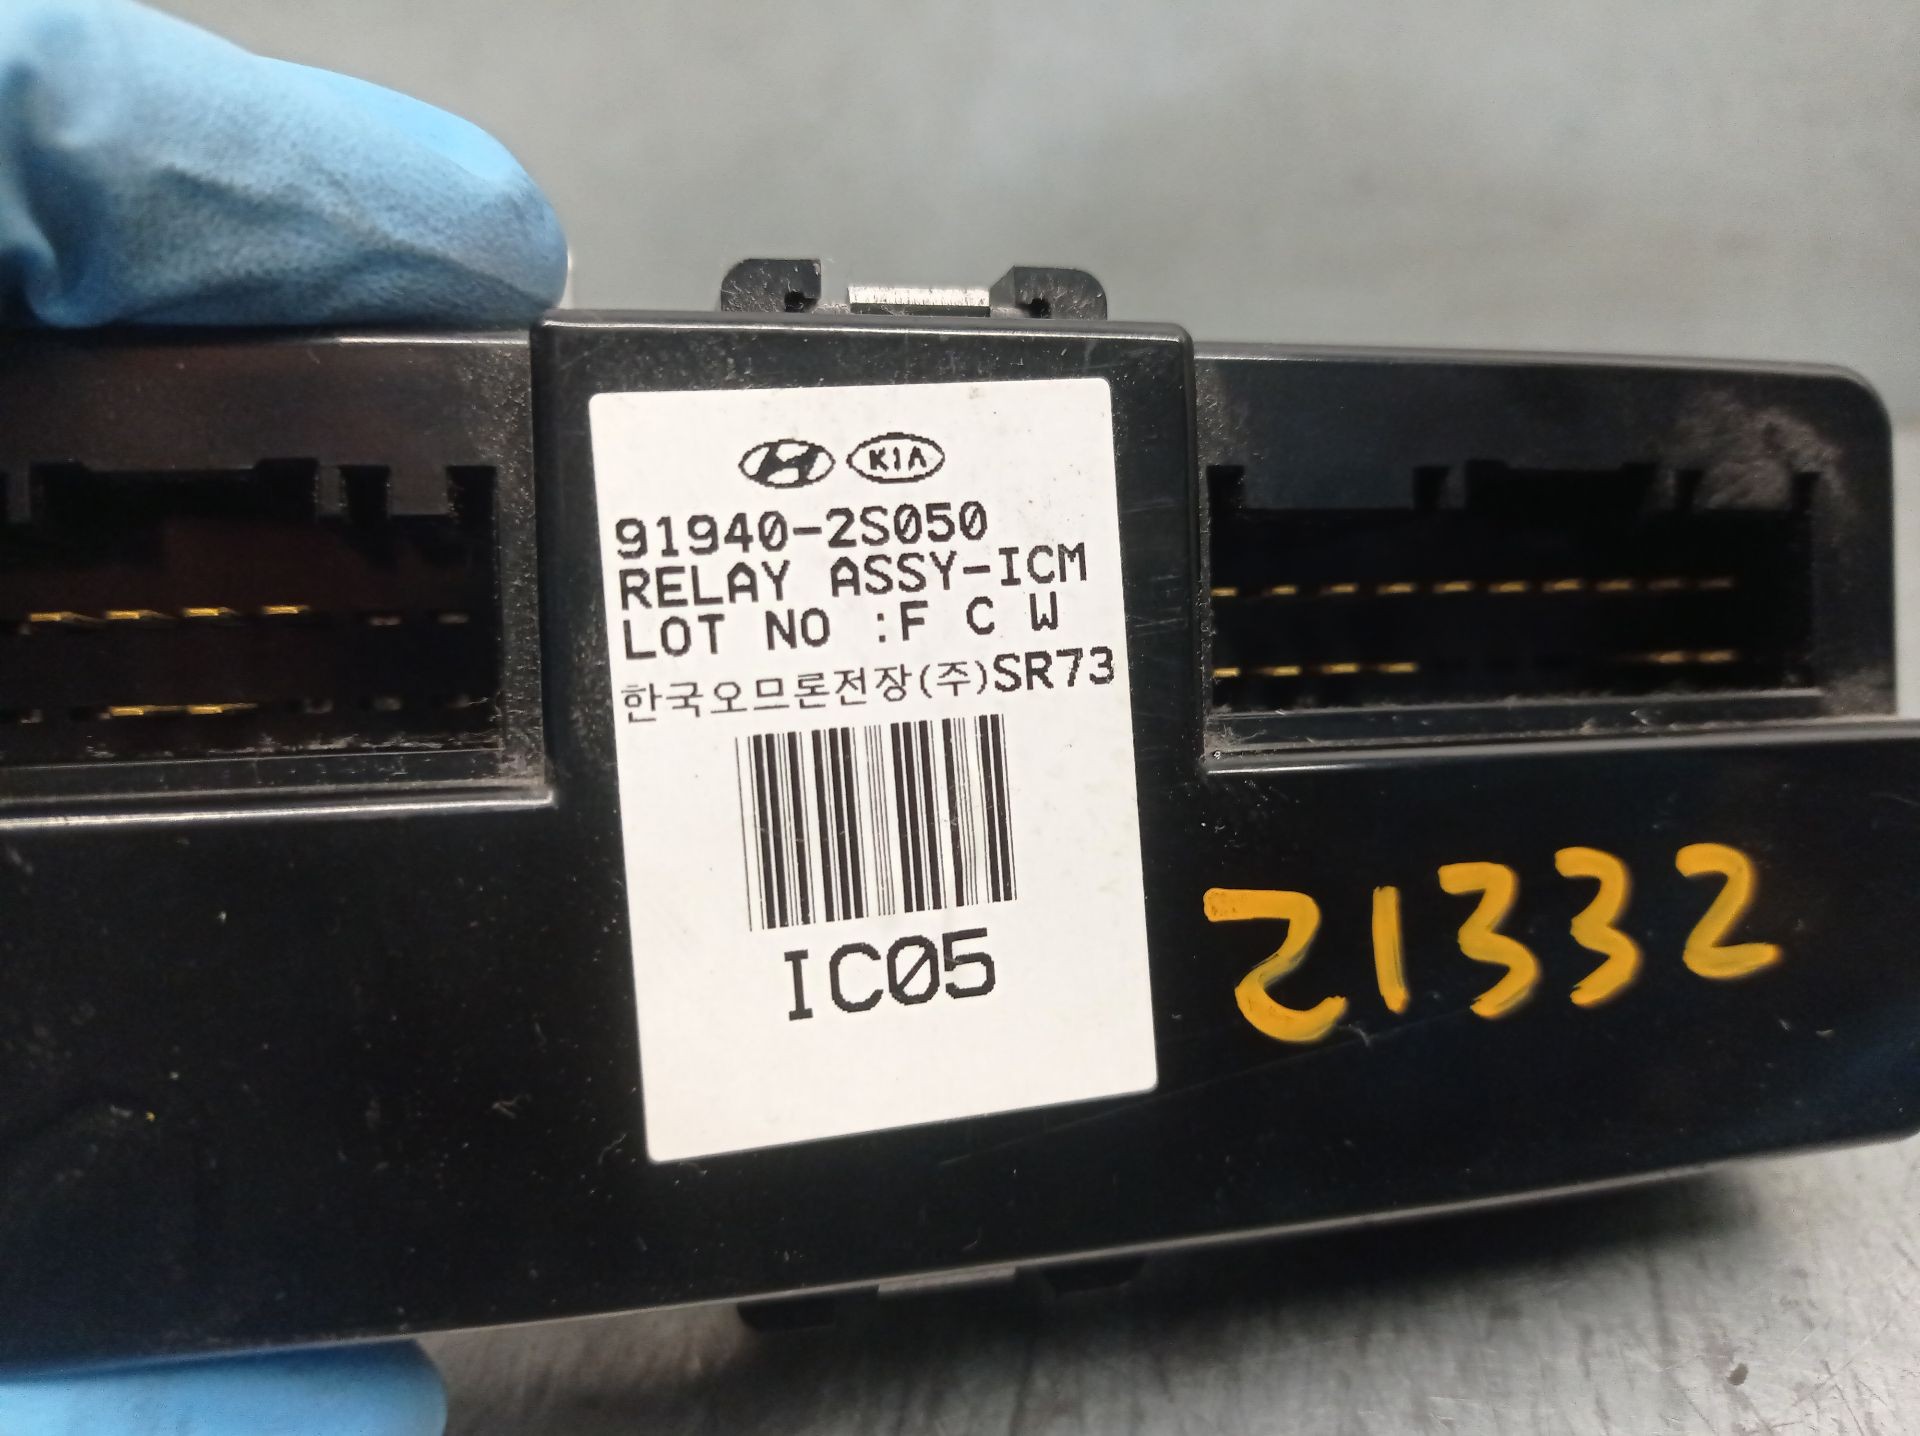 KIA
91940-2S050
RELAY ASSY-ICM
LOT NO :F C W
한국오므론전장(주)SR73
IC05
21332